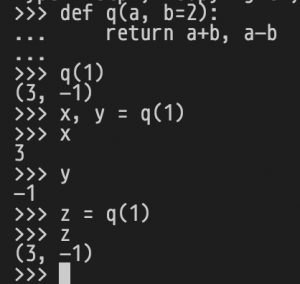 >>> def q(a, b=2):
...     return a+b, a-b
...
>>> q(1)
(3, -1)
>>> x, y = q(1)
>>> x
3
>>> y
-1
>>> z = q(1)
>>> z
(3, -1)
>>>